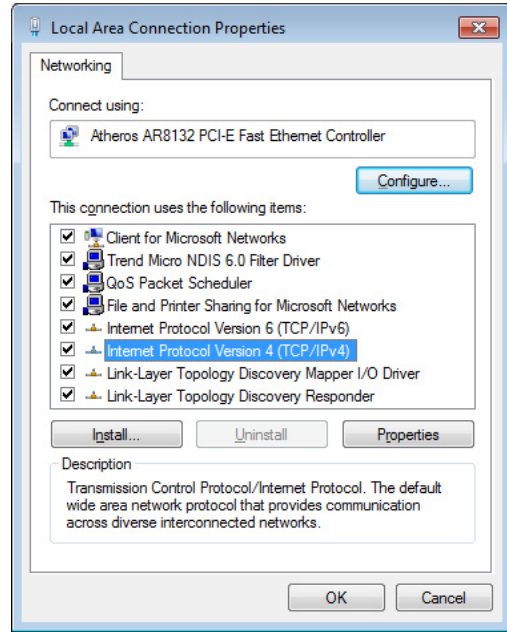 Local Area Connection Properties
Networking
Connect using:
Atheros AR8132 PCI-E Fast Ethernet Controller
Configure...
This connection uses the following items:
Client for Microsoft Networks
Trend Micro NDIS 6.0 Filter Driver
QoS Packet Scheduler
File and Printer Sharing for Microsoft Networks
Internet Protocol Version 6 (TCP/IPv6)
Internet Protocol Version 4 (TCP/IPv4)
Link-Layer Topology Discovery Mapper I/O Driver
Link-Layer Topology Discovery Responder
Install... Uninstall Properties
Description
Transmission Control Protocol/Internet Protocol. The default
wide area network protocol that provides communication
across diverse interconnected networks.
OK Cancel